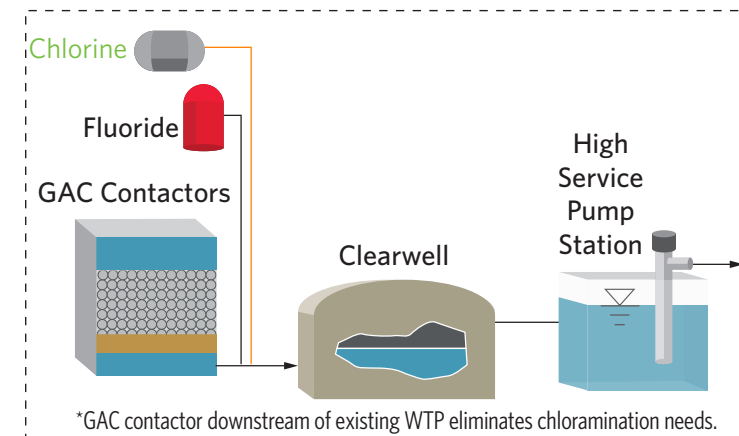 Chlorine
Fluoride
GAC Contactors
Clearwell
High
Service
Pump
Station
*GAC contactor downstream of existing WTP eliminates chloramination needs.